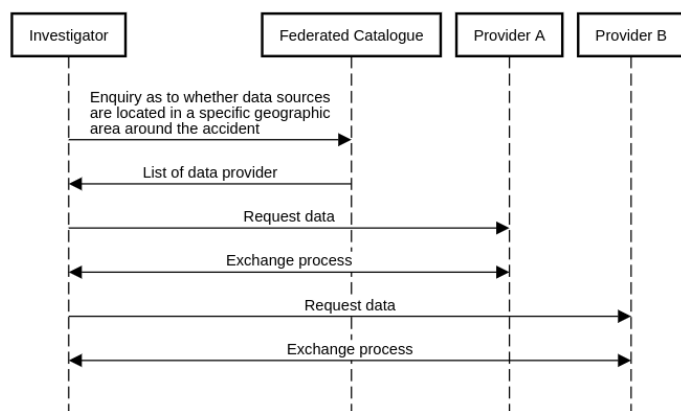 Investigator
Federated Catalogue
Provider A
Provider B
Enquiry as to whether data sources
are located in a specific geographic
area around the accident
List of data provider
Request data
Exchange process
Request data
Exchange process